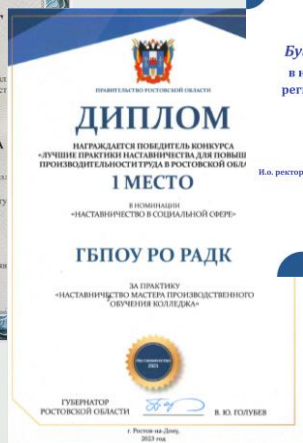 ПРАВИТЕЛЬСТВО РОСТОВСКОЙ ОБЛАСТИ
ДИПЛОМ
НАГРАЖДАЕТСЯ ПОБЕДИТЕЛЬ КОНКУРСА
«ЛУЧШИЕ ПРАКТИКИ НАСТАВНИЧЕСТВА ДЛЯ ПОВЫШ
ПРОИЗВОДИТЕЛЬНОСТИ ТРУДА В РОСТОВСКОЙ ОБЛА
1 МЕСТО
В НОМИНАЦИИ
«НАСТАВНИЧЕСТВО В СОЦИАЛЬНОЙ СФЕРЕ»
ГБПОУ РО РАДК
ЗА ПРАКТИКУ
«НАСТАВНИЧЕСТВО МАСТЕРА ПРОИЗВОДСТВЕННОГО
ОБУЧЕНИЯ КОЛЛЕДЖА»
2023
ГУБЕРНАТОР
РОСТОВСКОЙ ОБЛАСТИ
В. Ю. ГОЛУБЕВ
г. Ростов-на-Дону,
2023 год
Бу
в н
рег
И.о. ректор